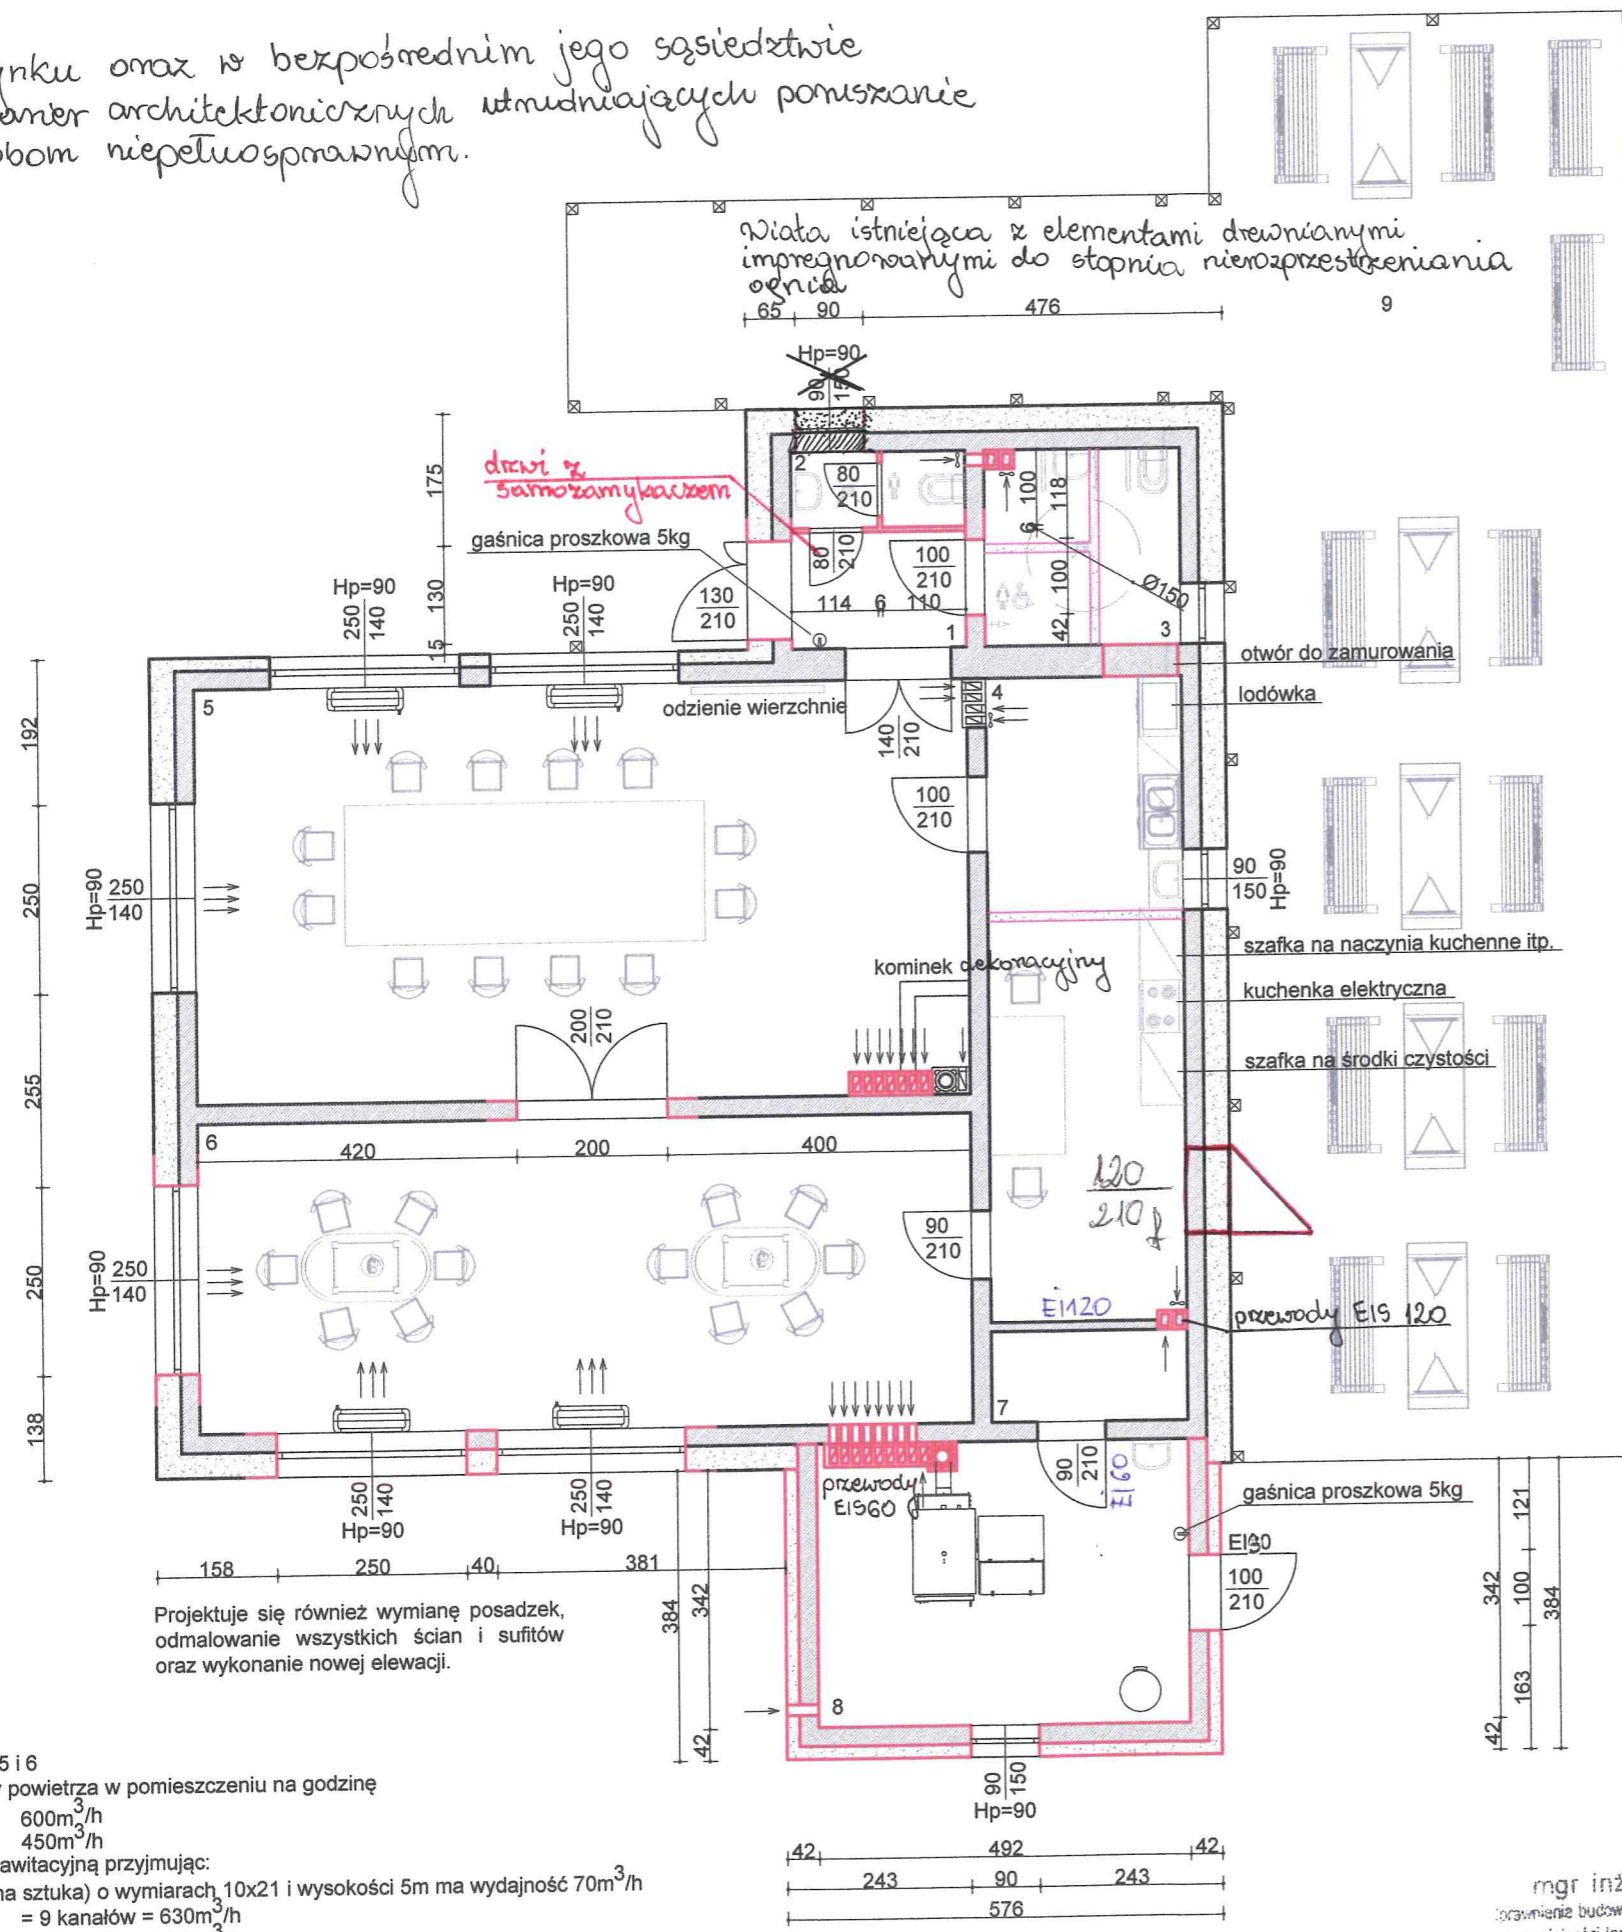 ynku oraz w bezpośrednim jego sąsiedztwie
architektonicznych utrudniających poruszanie
obom niepełnosprawnym.
Wiata istniejąca z elementami drewnianymi
impregnowanymi do stopnia nierozprzestrzeniania
ognia
9
65 90 476
Hp=90
90
150
175
130
15
drzwi z
samozamykaczem
gaśnica proszkowa 5kg
2
80
210
80
210
100
210
130
210
114 6 110
1
100
118
6
100
42
Ø150
3
Hp=90
250
140
Hp=90
250
140
otwór do zamurowania
lodówka
5
odzienie wierzchnie
4
140
210
100
210
192
250
255
250
138
Hp=90
250
140
90
150
Hp=90
szafka na naczynia kuchenne itp.
kominek dekoracyjny
kuchenka elektryczna
szafka na środki czystości
200
210
6
420 200 400
120
210
90
210
Hp=90
250
140
EI120
przewody EIS 120
7
90
210
EI60
przewody
EIS60
gaśnica proszkowa 5kg
250
140
Hp=90
250
140
Hp=90
100
210
158 250 40 381
384
342
42
342
42
121
100
163
384
Projektuje się również wymianę posadzek,
odmalowanie wszystkich ścian i sufitów
oraz wykonanie nowej elewacji.
8
90
150
Hp=90
5 i 6
powietrza w pomieszczeniu na godzinę
600m3/h
450m3/h
awitacyjną przyjmując:
na sztuka) o wymiarach 10x21 i wysokości 5m ma wydajność 70m3/h
= 9 kanałów = 630m3/h
42 492 42
243 90 243
576
mgr inż